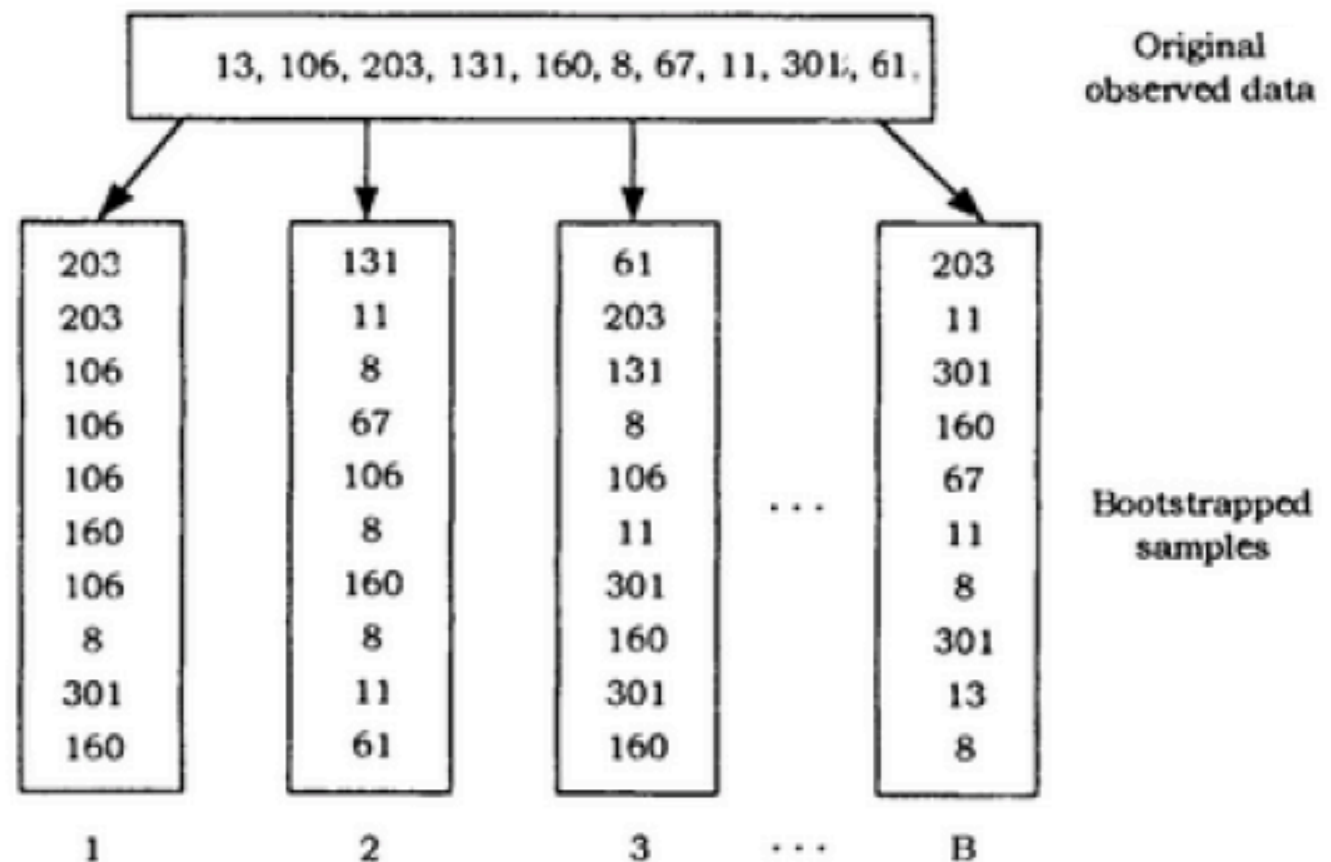 13, 106, 203, 131, 160, 8, 67, 11, 301, 61,
Original
observed data
203 131 61 203
203 11 203 11
106 8 131 301
106 67 8 160
106 106 106 67
...
160 8 11 11
Bootstrapped
samples
106 160 301 8
8 8 160 301
301 11 301 13
160 61 160 8
1 2 3 ... B